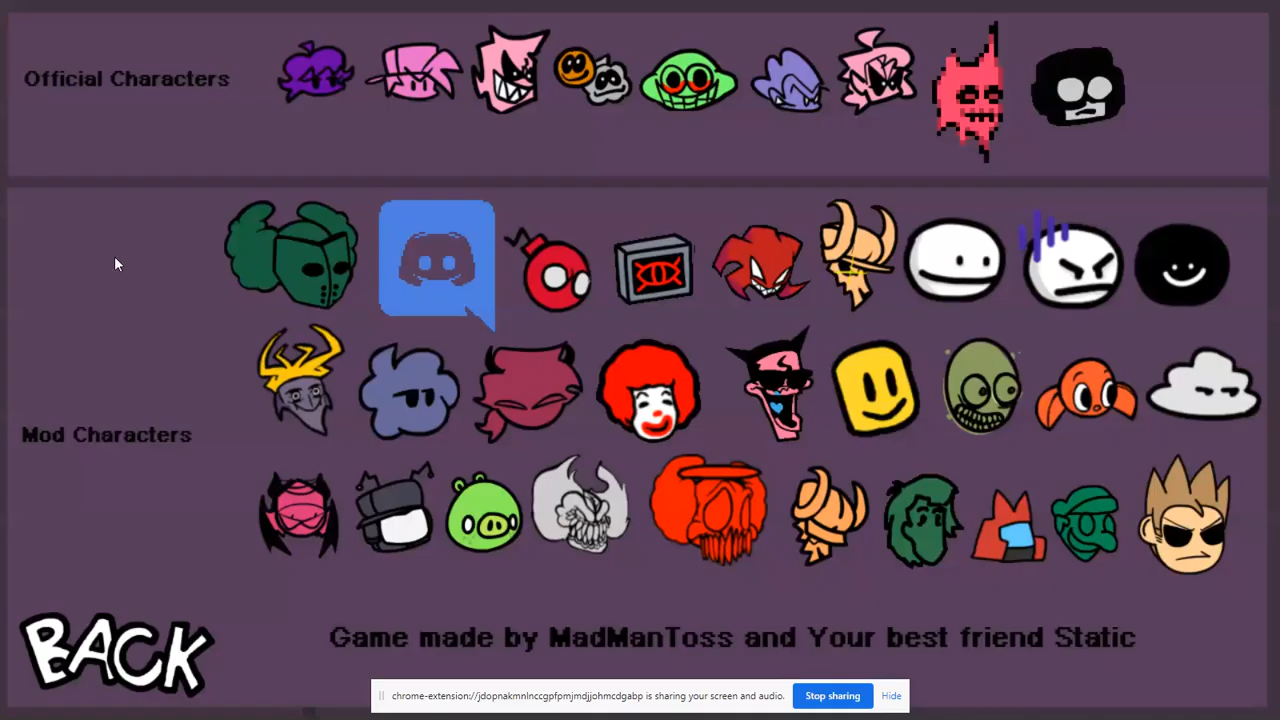 Official Characters
Mod Characters
BACK
Game made by MadManToss and Your best friend Static
chrome-extension://jdopnakmnlnccgpfpmjmdjjohmcdgabp is sharing your screen and audio.
Stop sharing
Hide